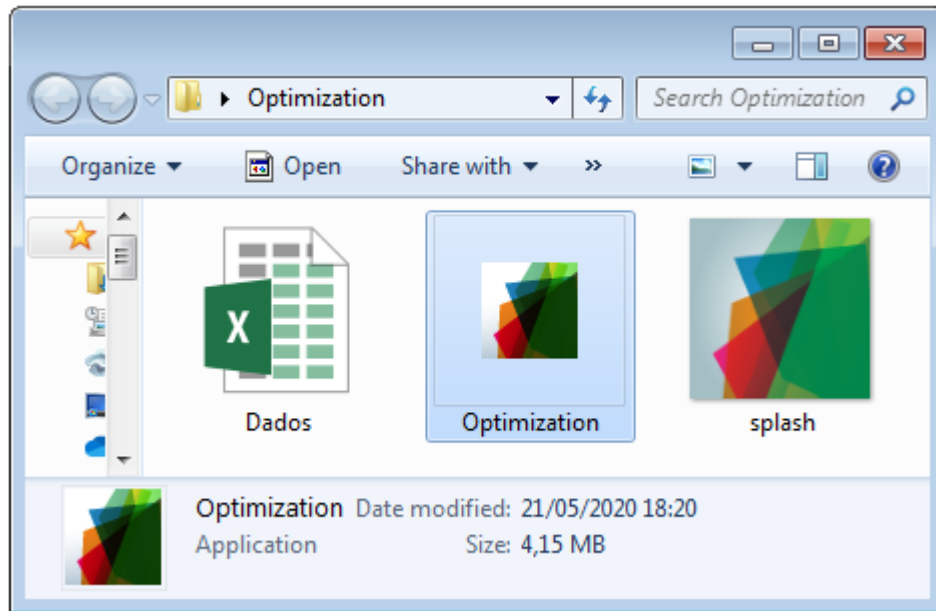 Optimization
Search Optimization
Organize Open Share with »
Dados Optimization splash
Optimization Date modified: 21/05/2020 18:20
Application Size: 4,15 MB